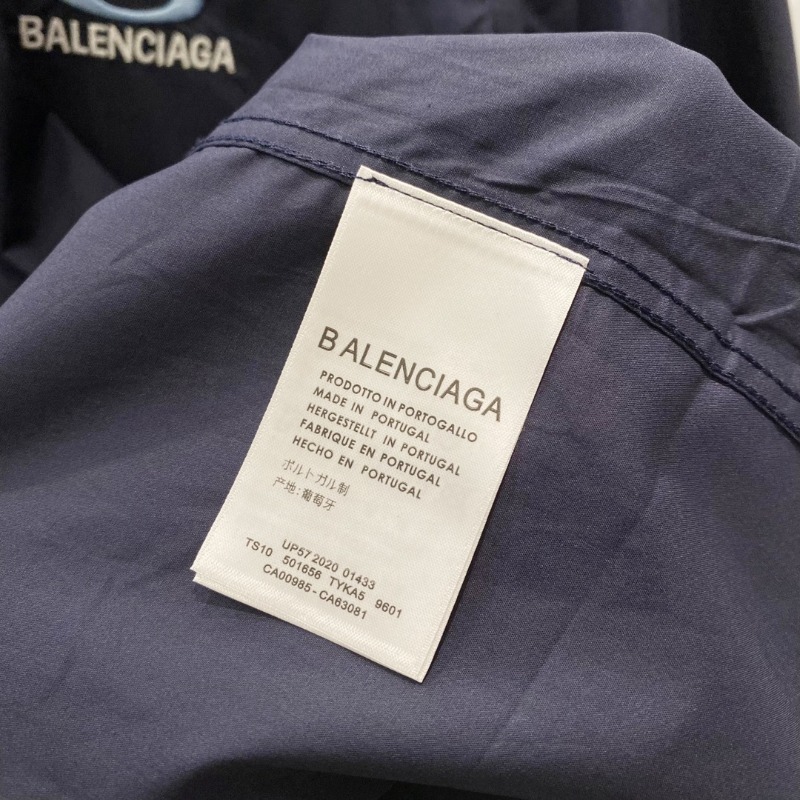 BALENCIAGA
BALENCIAGA
PRODOTTO IN PORTOGALLO
MADE IN PORTUGAL
HERGESTELLT IN PORTUGAL
FABRIQUE EN PORTUGAL
HECHO EN PORTUGAL
ポルトガル制
产地:葡萄牙
UP57 2020 01433
TS10 501656 TYKA5 9601
CA00985-CA63081